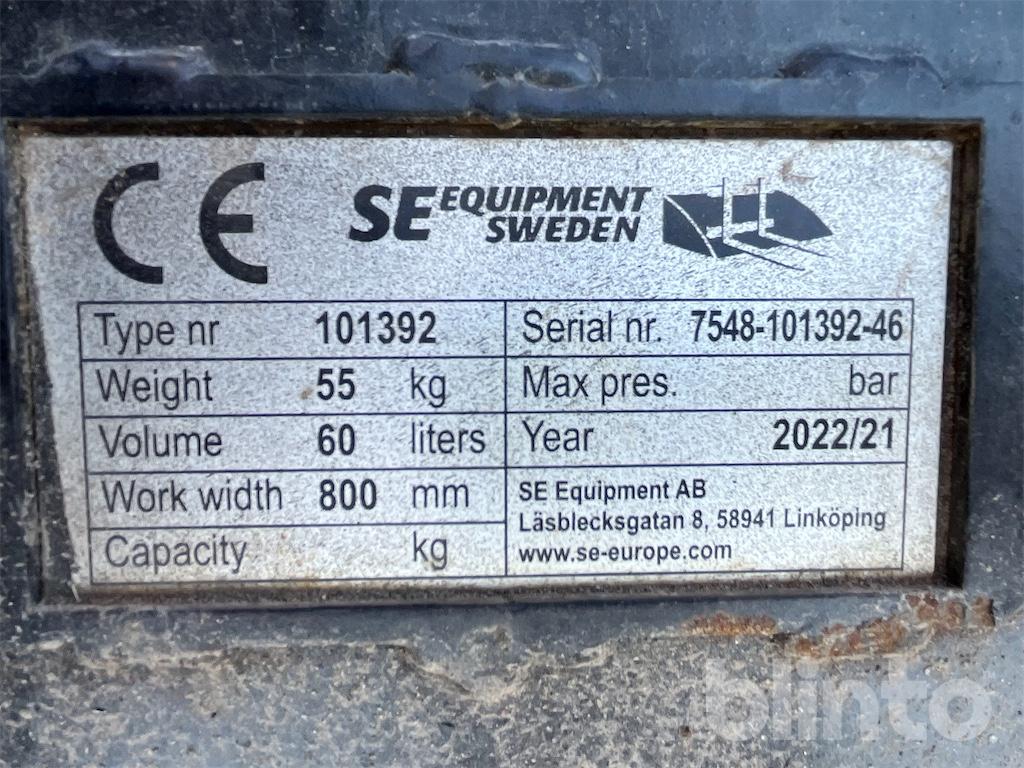 CE
SE EQUIPMENT
SWEDEN
Type nr 101392
Weight 55 kg
Volume 60 liters
Work width 800 mm
Capacity kg
Serial nr. 7548-101392-46
Max pres. bar
Year 2022/21
SE Equipment AB
Läsblecksgatan 8, 58941 Linköping
www.se-europe.com
blinto